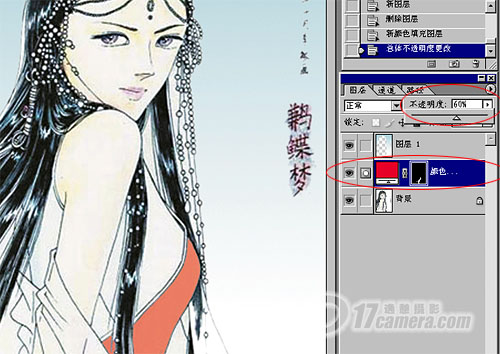 鹣鲽梦
新图层
删除图层
新颜色填充图层
总体不透明度更改
图层 通道 路径
正常 不透明度: 60%
锁定:
图层 1
颜色...
背景
17camera.com